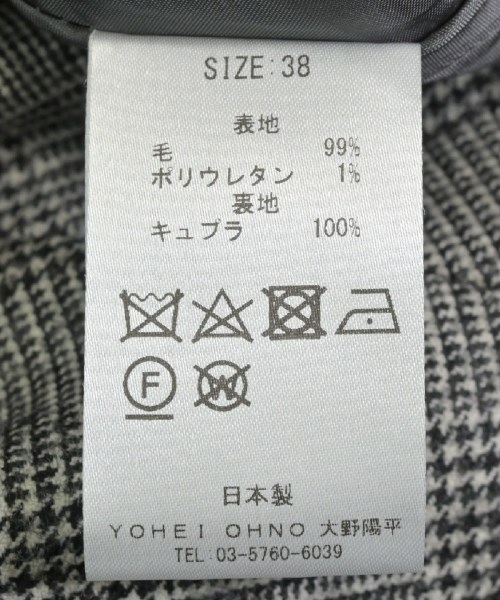 SIZE:38
表地
毛 99%
ポリウレタン 1%
裏地
キュプラ 100%
F W
日本製
YOHEI OHNO 大野陽平
TEL:03-5760-6039